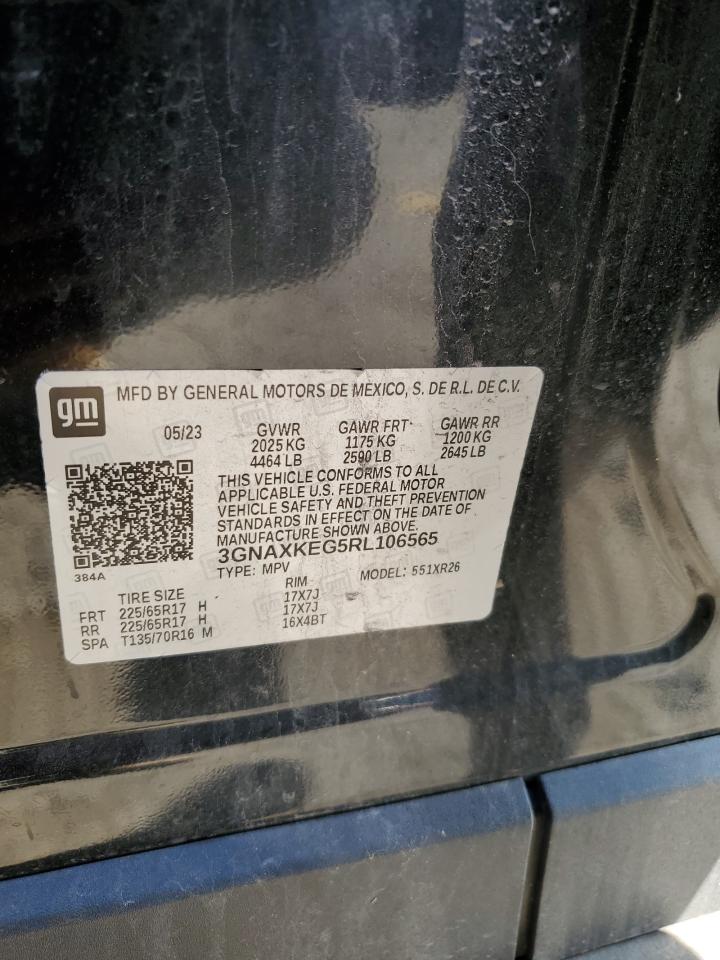 gm
MFD BY GENERAL MOTORS DE MEXICO, S. DE R.L. DE C.V.
05/23 GVWR GAWR FRT GAWR RR
2025 KG 1175 KG 1200 KG
4464 LB 2590 LB 2645 LB
THIS VEHICLE CONFORMS TO ALL
APPLICABLE U.S. FEDERAL MOTOR
VEHICLE SAFETY AND THEFT PREVENTION
STANDARDS IN EFFECT ON THE DATE OF
MANUFACTURE SHOWN ABOVE.
3GNAXKEG5RL106565
TYPE: MPV MODEL: 551XR26
384A
TIRE SIZE RIM
FRT 225/65R17 H 17X7J
RR 225/65R17 H 17X7J
SPA T135/70R16 M 16X4BT